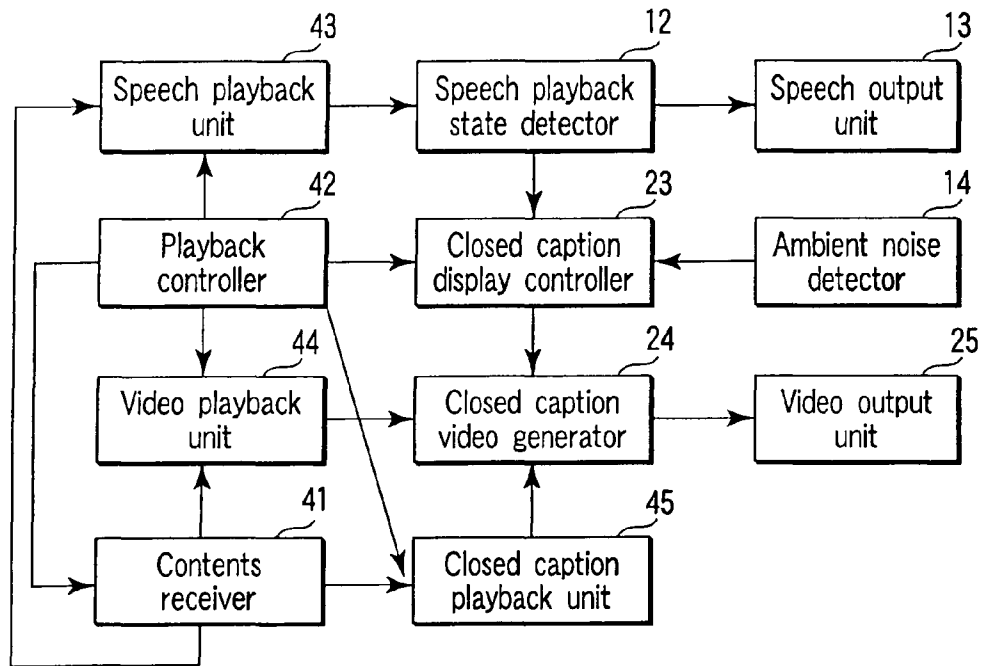 43
12
13
Speech playback
unit
Speech playback
state detector
Speech output
unit
42
23
14
Playback
controller
Closed caption
display controller
Ambient noise
detector
44
24
25
Video playback
unit
Closed caption
video generator
Video output
unit
41
45
Contents
receiver
Closed caption
playback unit